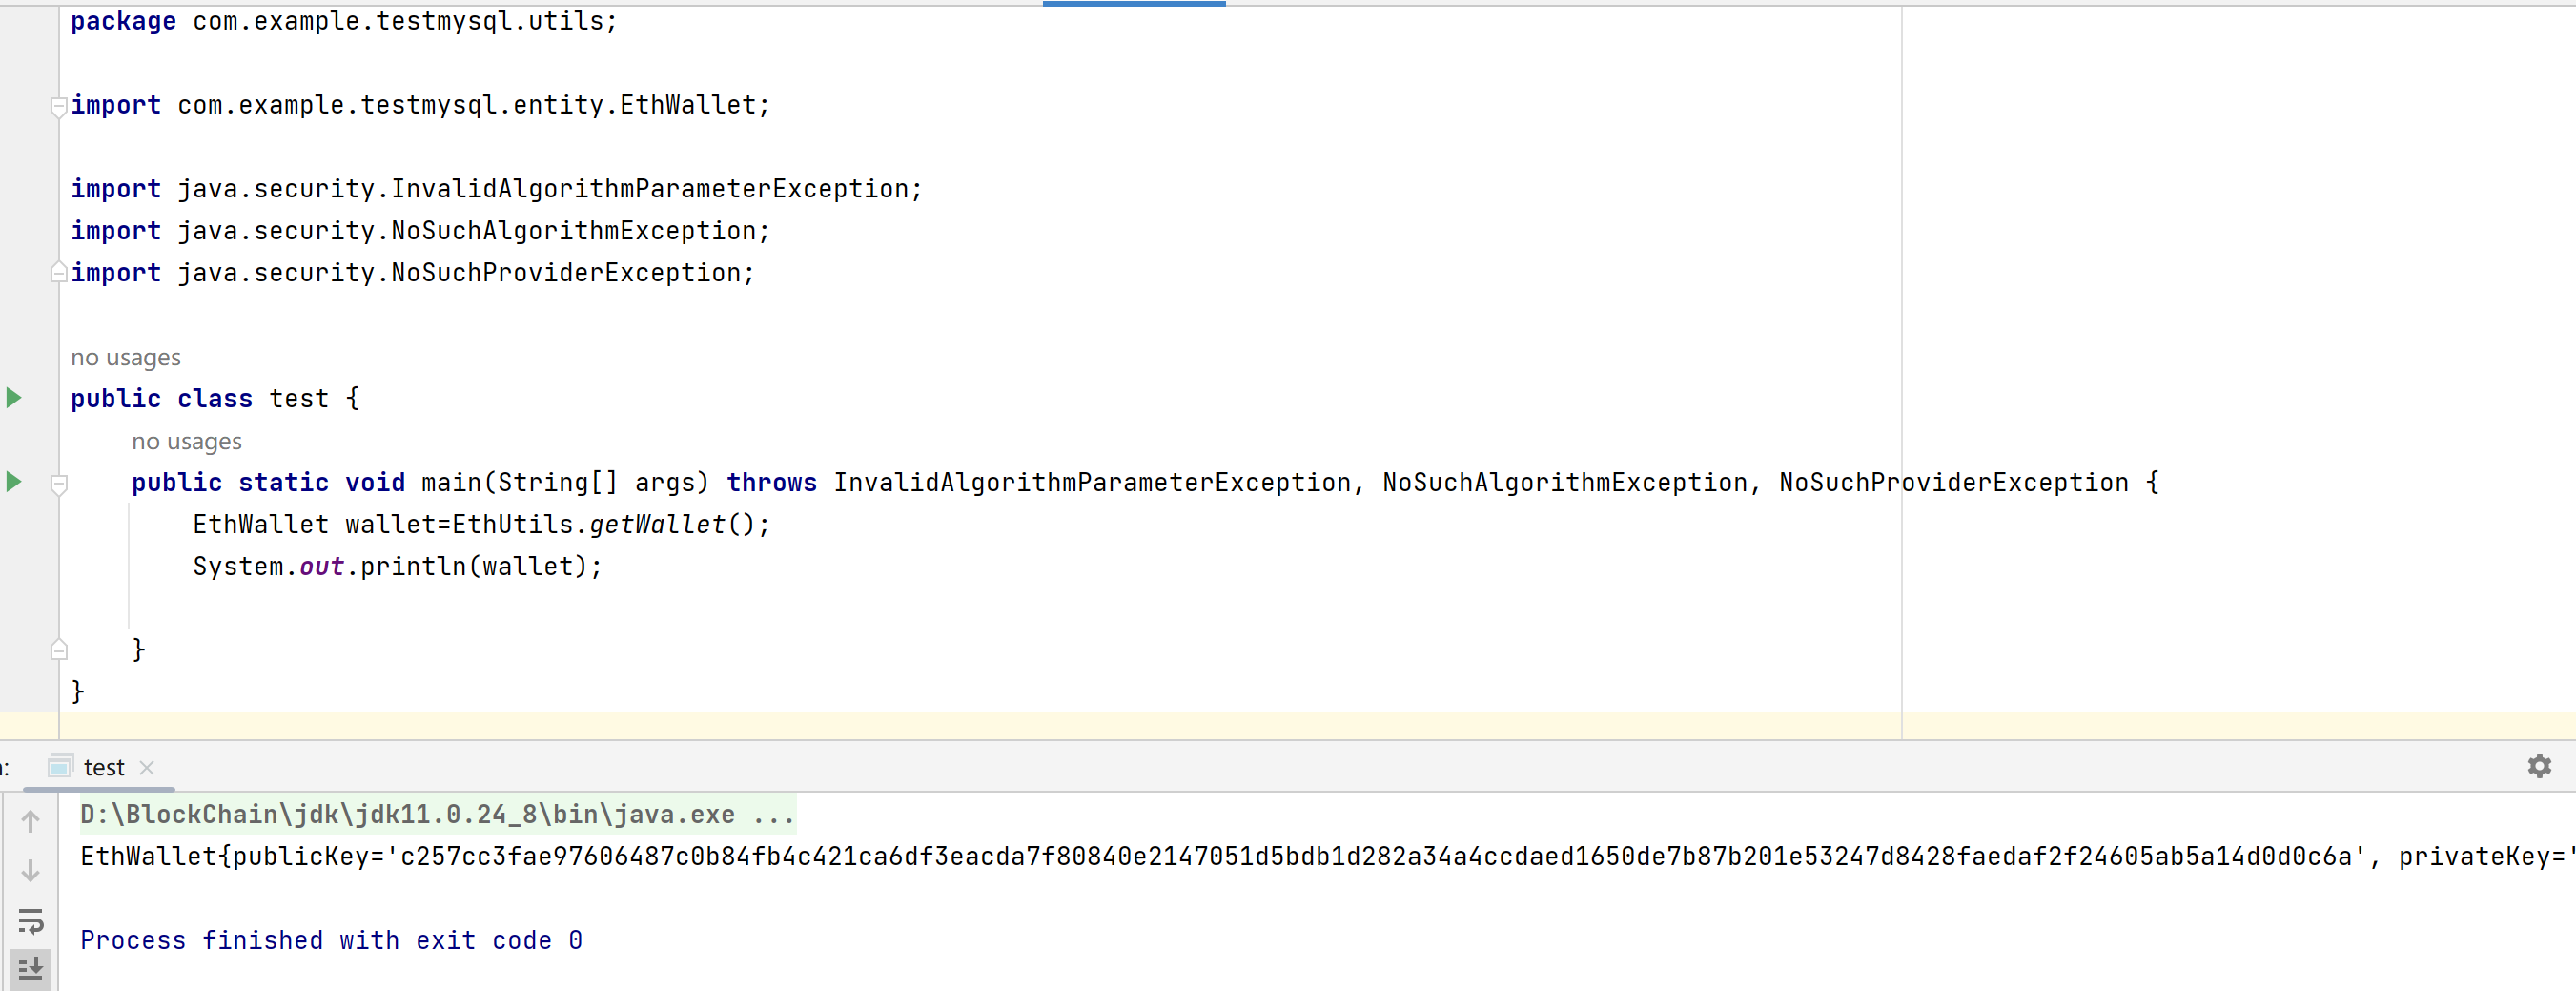 package com.example.testmysql.utils;
import com.example.testmysql.entity.EthWallet;
import java.security.InvalidAlgorithmParameterException;
import java.security.NoSuchAlgorithmException;
import java.security.NoSuchProviderException;
no usages
public class test {
no usages
public static void main(String[] args) throws InvalidAlgorithmParameterException, NoSuchAlgorithmException, NoSuchProviderException {
EthWallet wallet=EthUtils.getWallet();
System.out.println(wallet);
}
}
:
test
D:\BlockChain\jdk\jdk11.0.24_8\bin\java.exe ...
EthWallet{publicKey='c257cc3fae97606487c0b84fb4c421ca6df3eacda7f80840e2147051d5bdb1d282a34a4ccdaed1650de7b87b201e53247d8428faedaf2f24605ab5a14d0d0c6a', privateKey='
Process finished with exit code 0